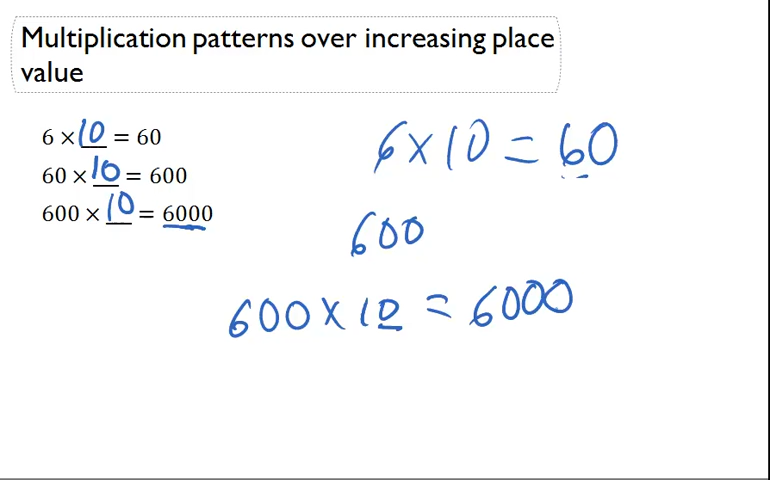 Multiplication patterns over increasing place
value
6 × 10 = 60
60 × 10 = 600
600 × 10 = 6000
6 × 10 = 60
600
600 × 10 = 6000